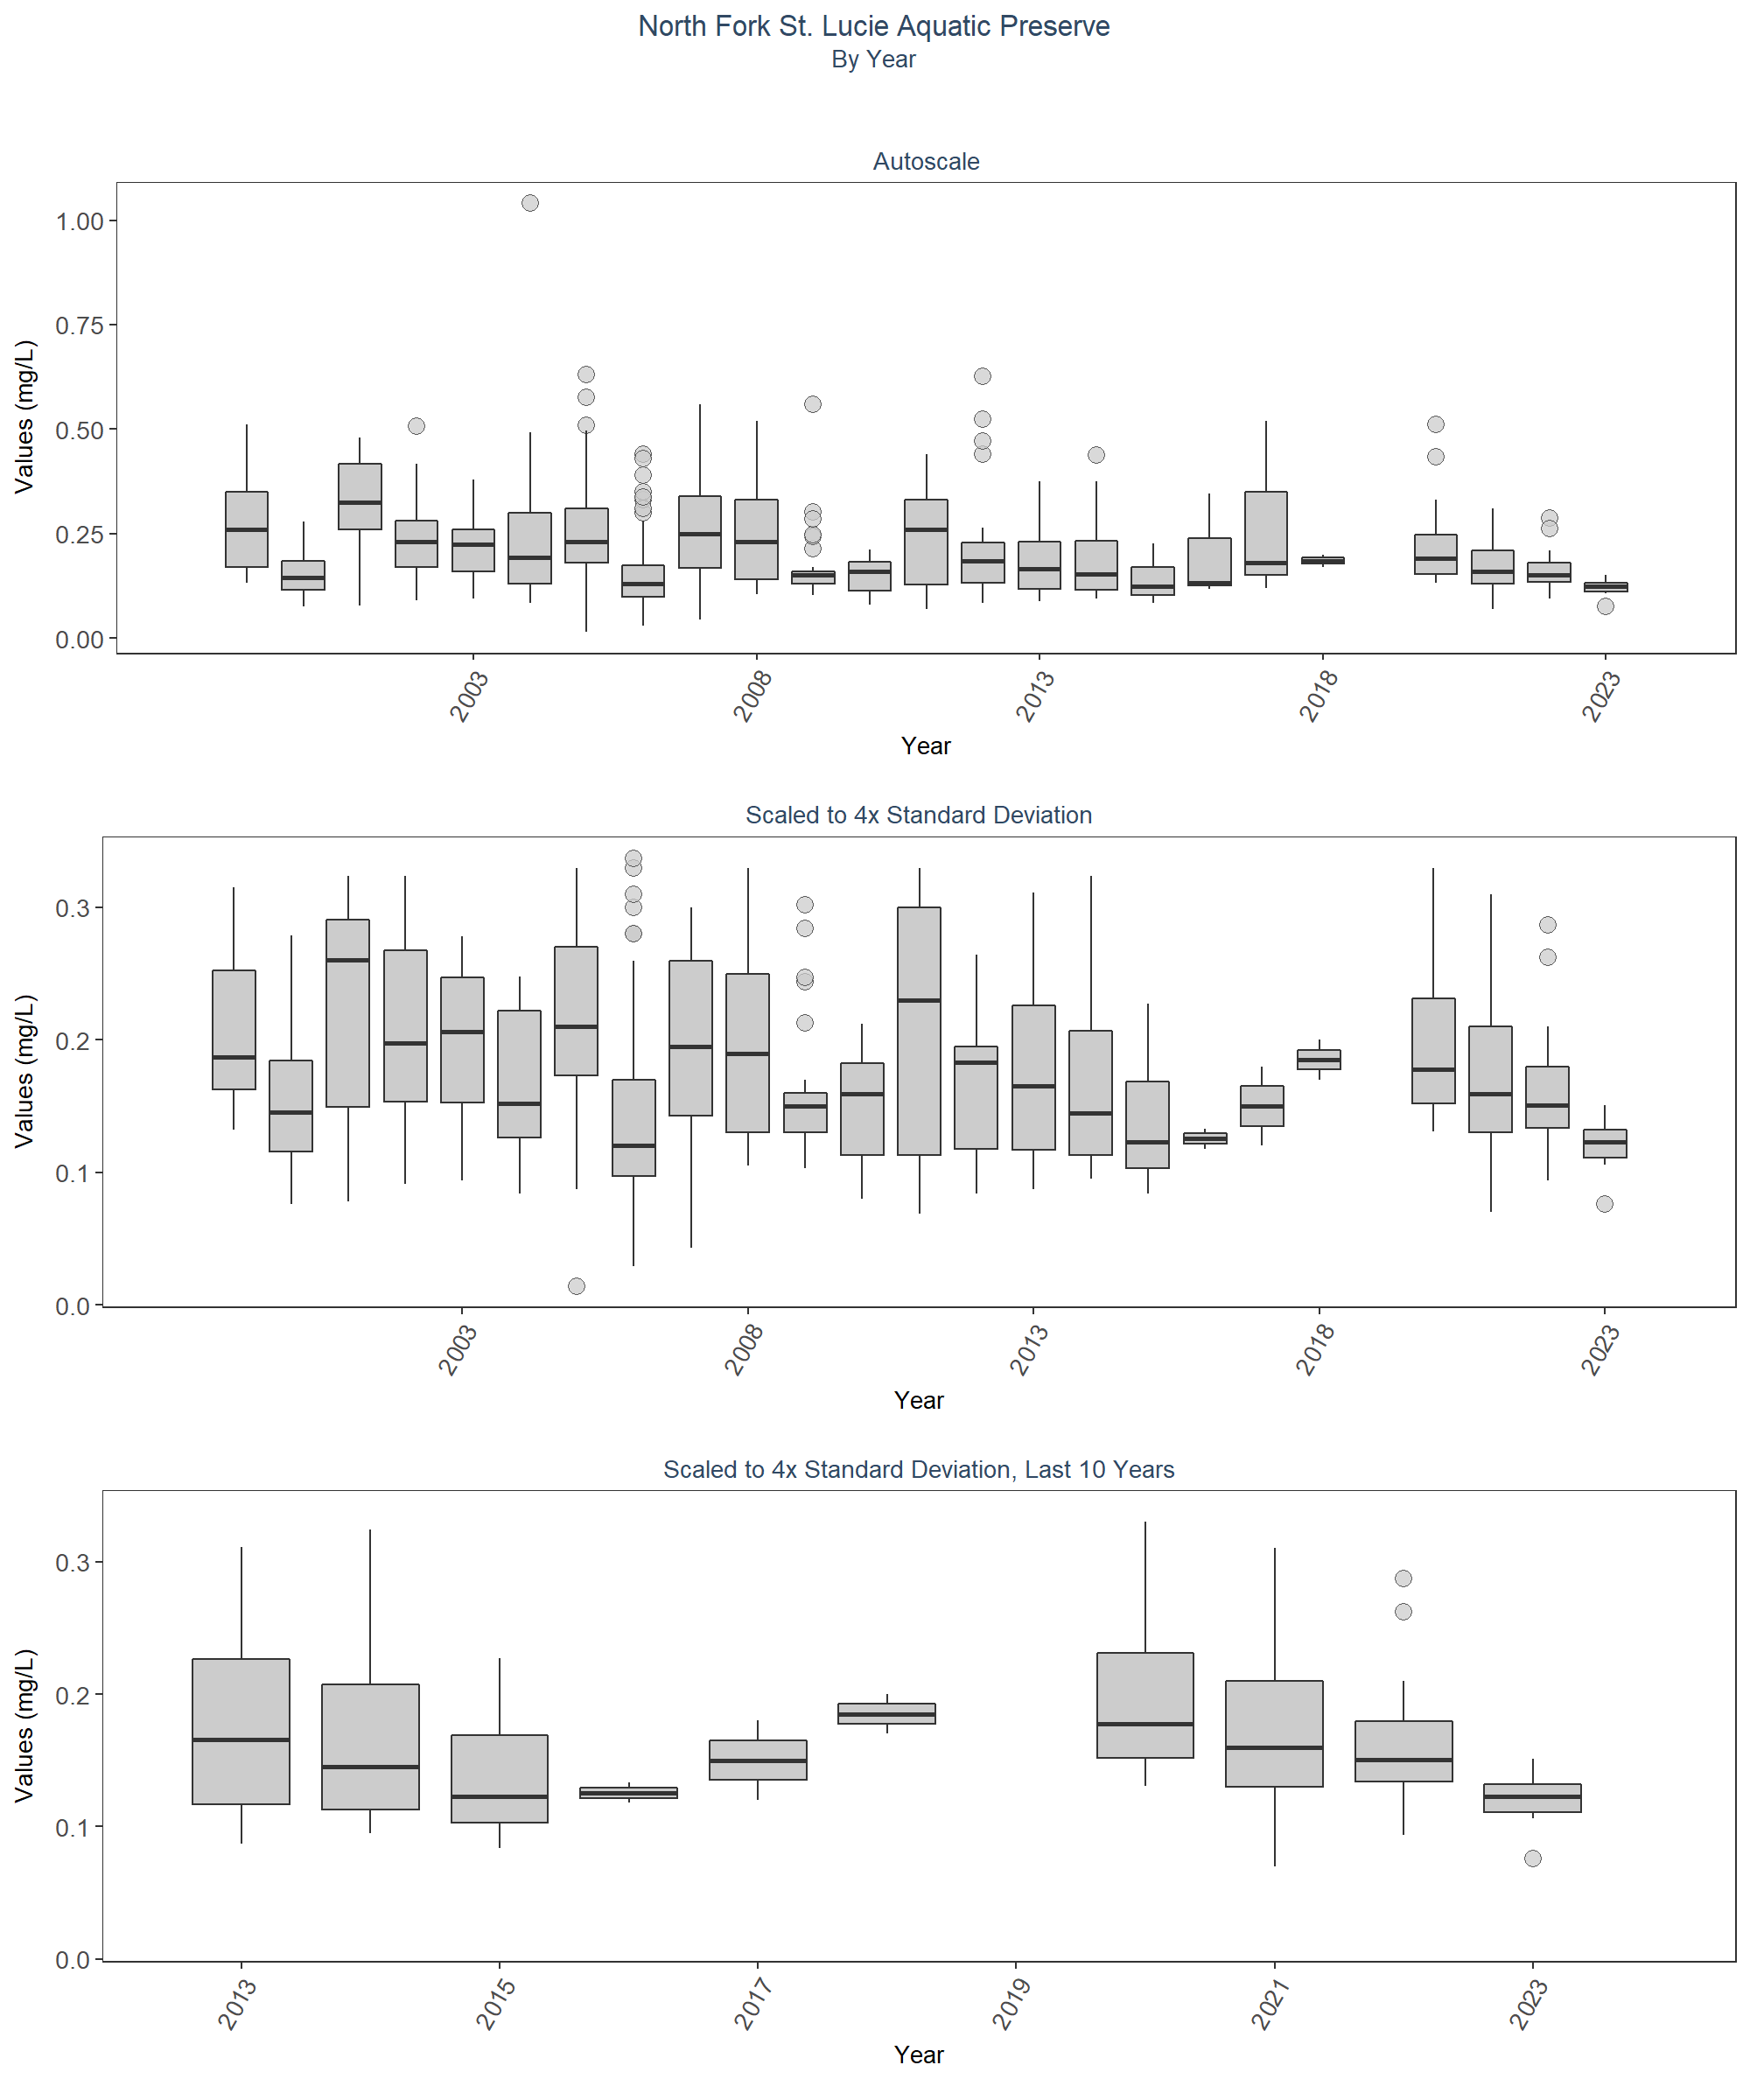 North Fork St. Lucie Aquatic Preserve
By Year
Autoscale
Values (mg/L)
1.00
0.75
0.50
0.25
0.00
2003 2008 2013 2018 2023
Year
Scaled to 4x Standard Deviation
Values (mg/L)
0.3
0.2
0.1
0.0
2003 2008 2013 2018 2023
Year
Scaled to 4x Standard Deviation, Last 10 Years
Values (mg/L)
0.3
0.2
0.1
0.0
2013 2015 2017 2019 2021 2023
Year